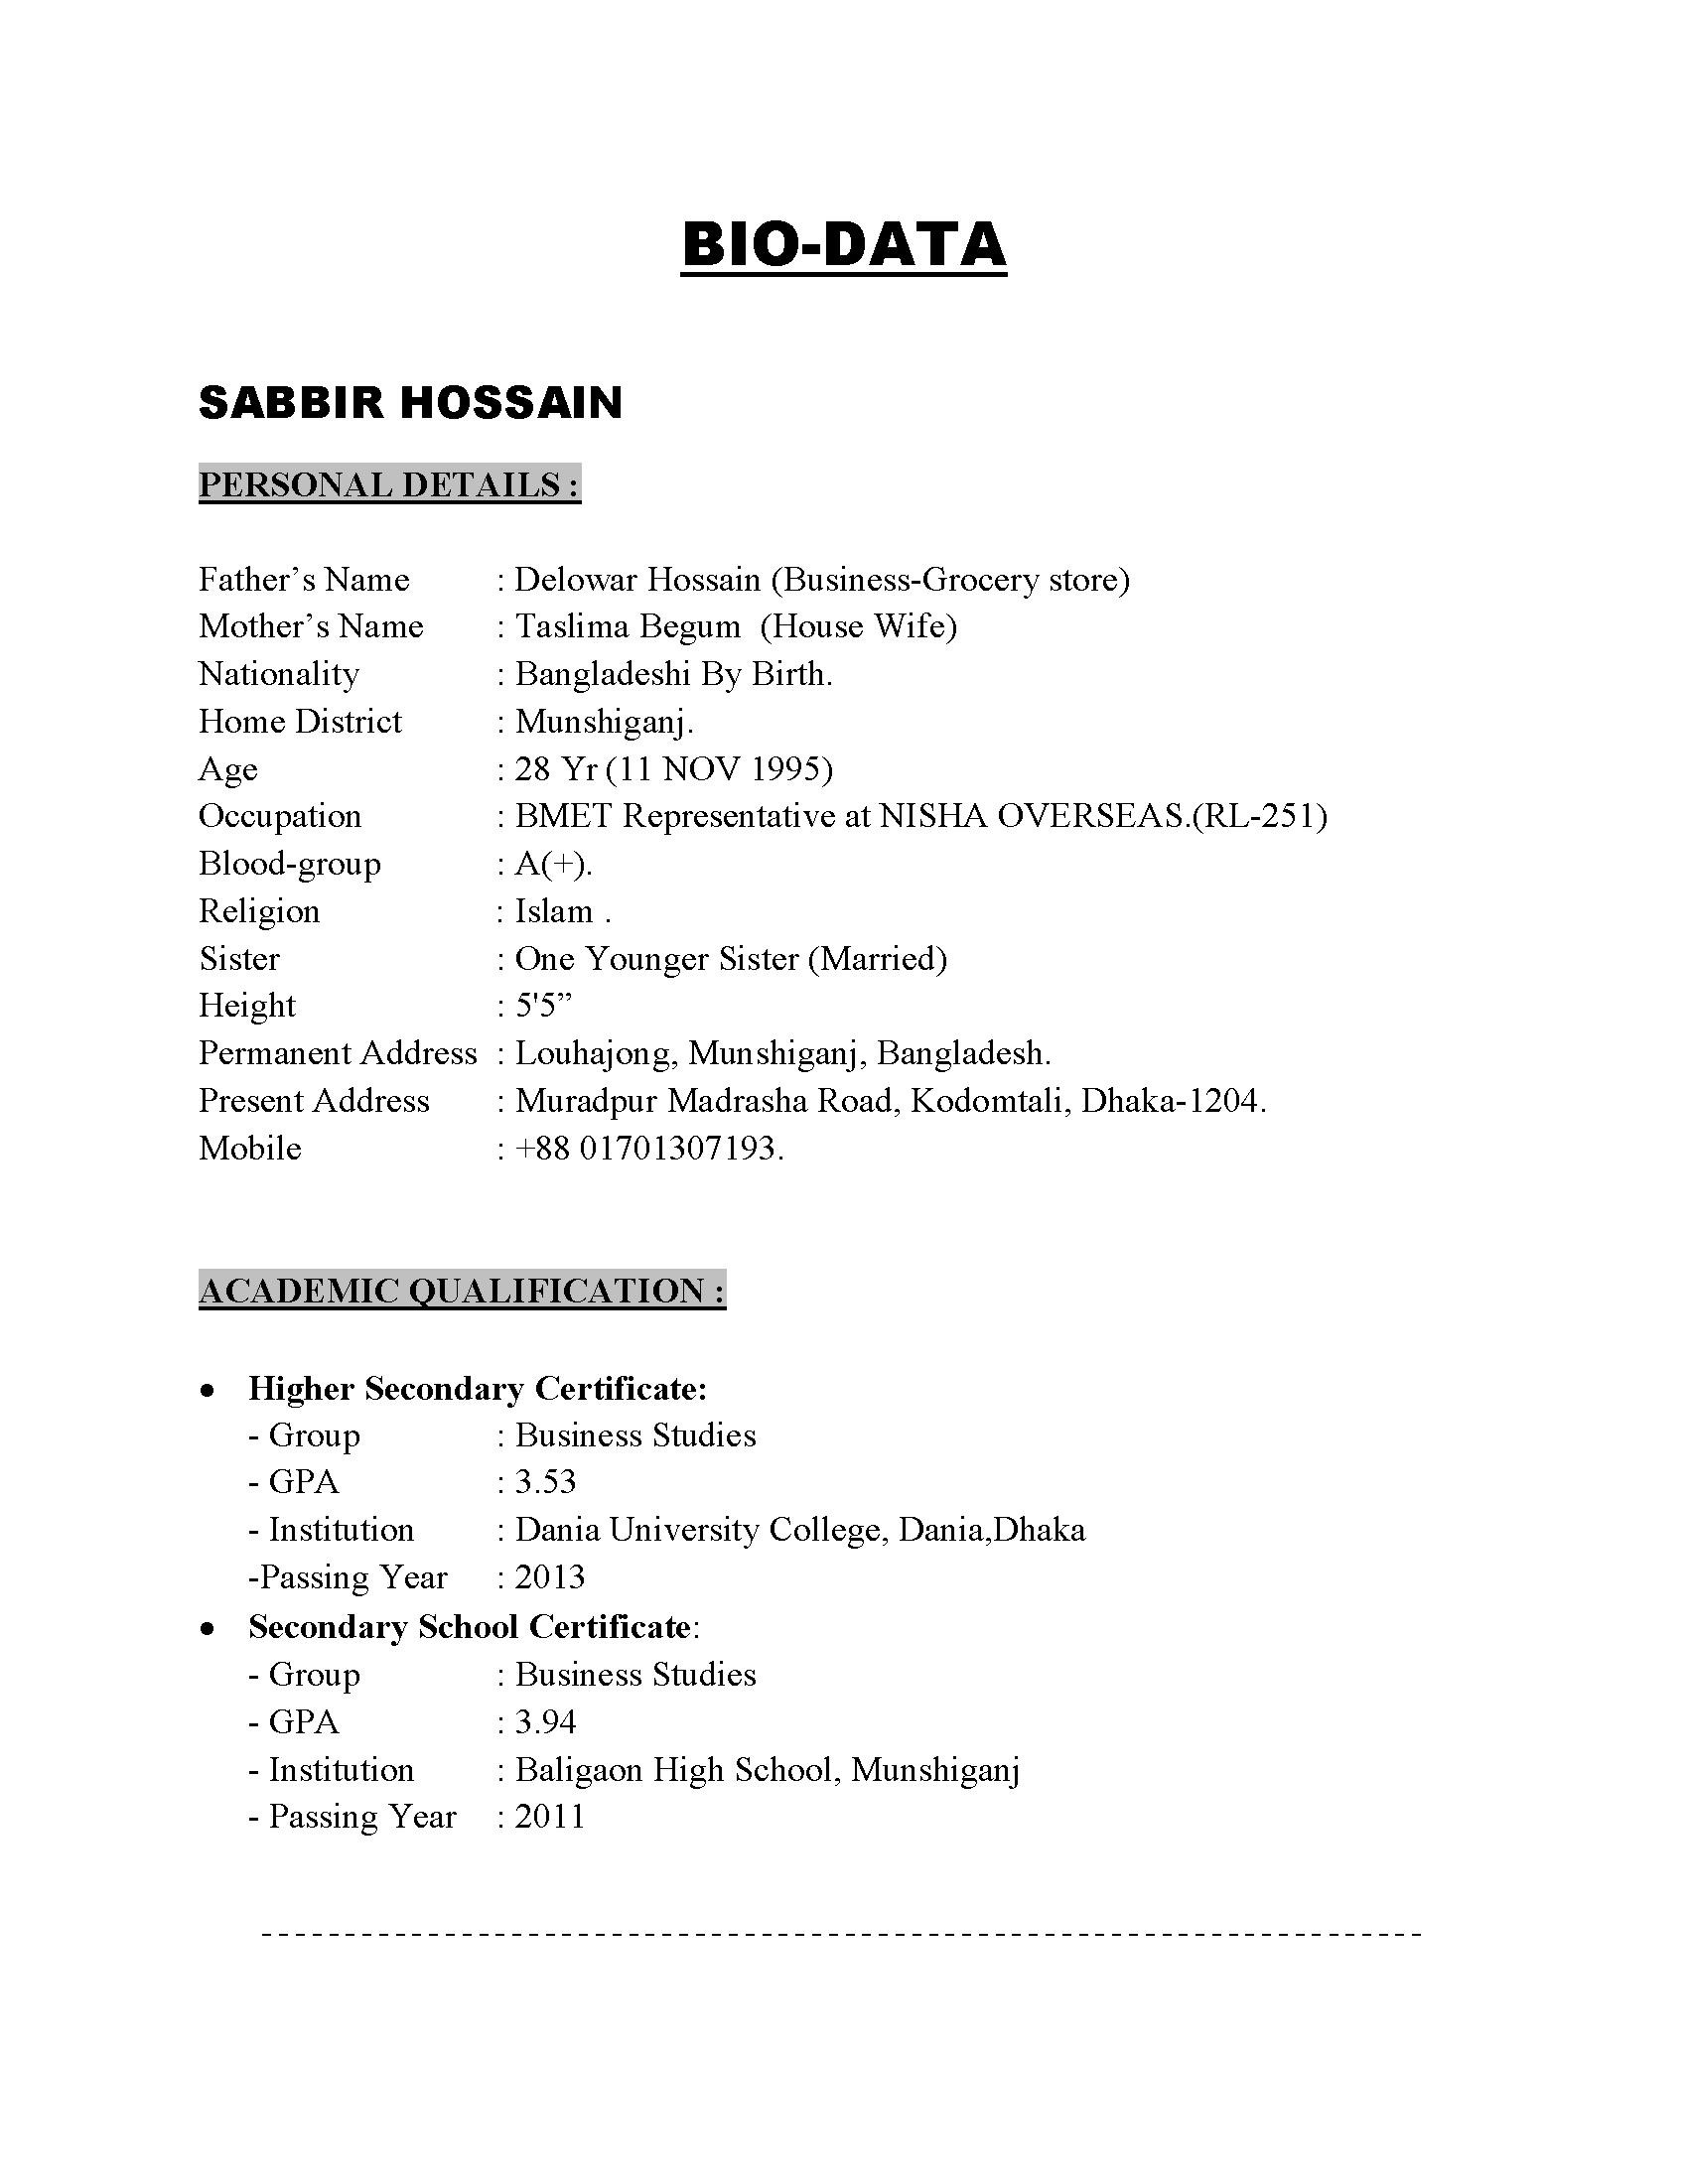 BIO-DATA
SABBIR HOSSAIN
PERSONAL DETAILS :
Father’s Name : Delowar Hossain (Business-Grocery store)
Mother’s Name : Taslima Begum (House Wife)
Nationality : Bangladeshi By Birth.
Home District : Munshiganj.
Age : 28 Yr (11 NOV 1995)
Occupation : BMET Representative at NISHA OVERSEAS.(RL-251)
Blood-group : A(+).
Religion : Islam .
Sister : One Younger Sister (Married)
Height : 5'5”
Permanent Address : Louhajong, Munshiganj, Bangladesh.
Present Address : Muradpur Madrasha Road, Kodomtali, Dhaka-1204.
Mobile : +88 01701307193.
ACADEMIC QUALIFICATION :
• Higher Secondary Certificate:
- Group : Business Studies
- GPA : 3.53
- Institution : Dania University College, Dania,Dhaka
-Passing Year : 2013
• Secondary School Certificate:
- Group : Business Studies
- GPA : 3.94
- Institution : Baligaon High School, Munshiganj
- Passing Year : 2011